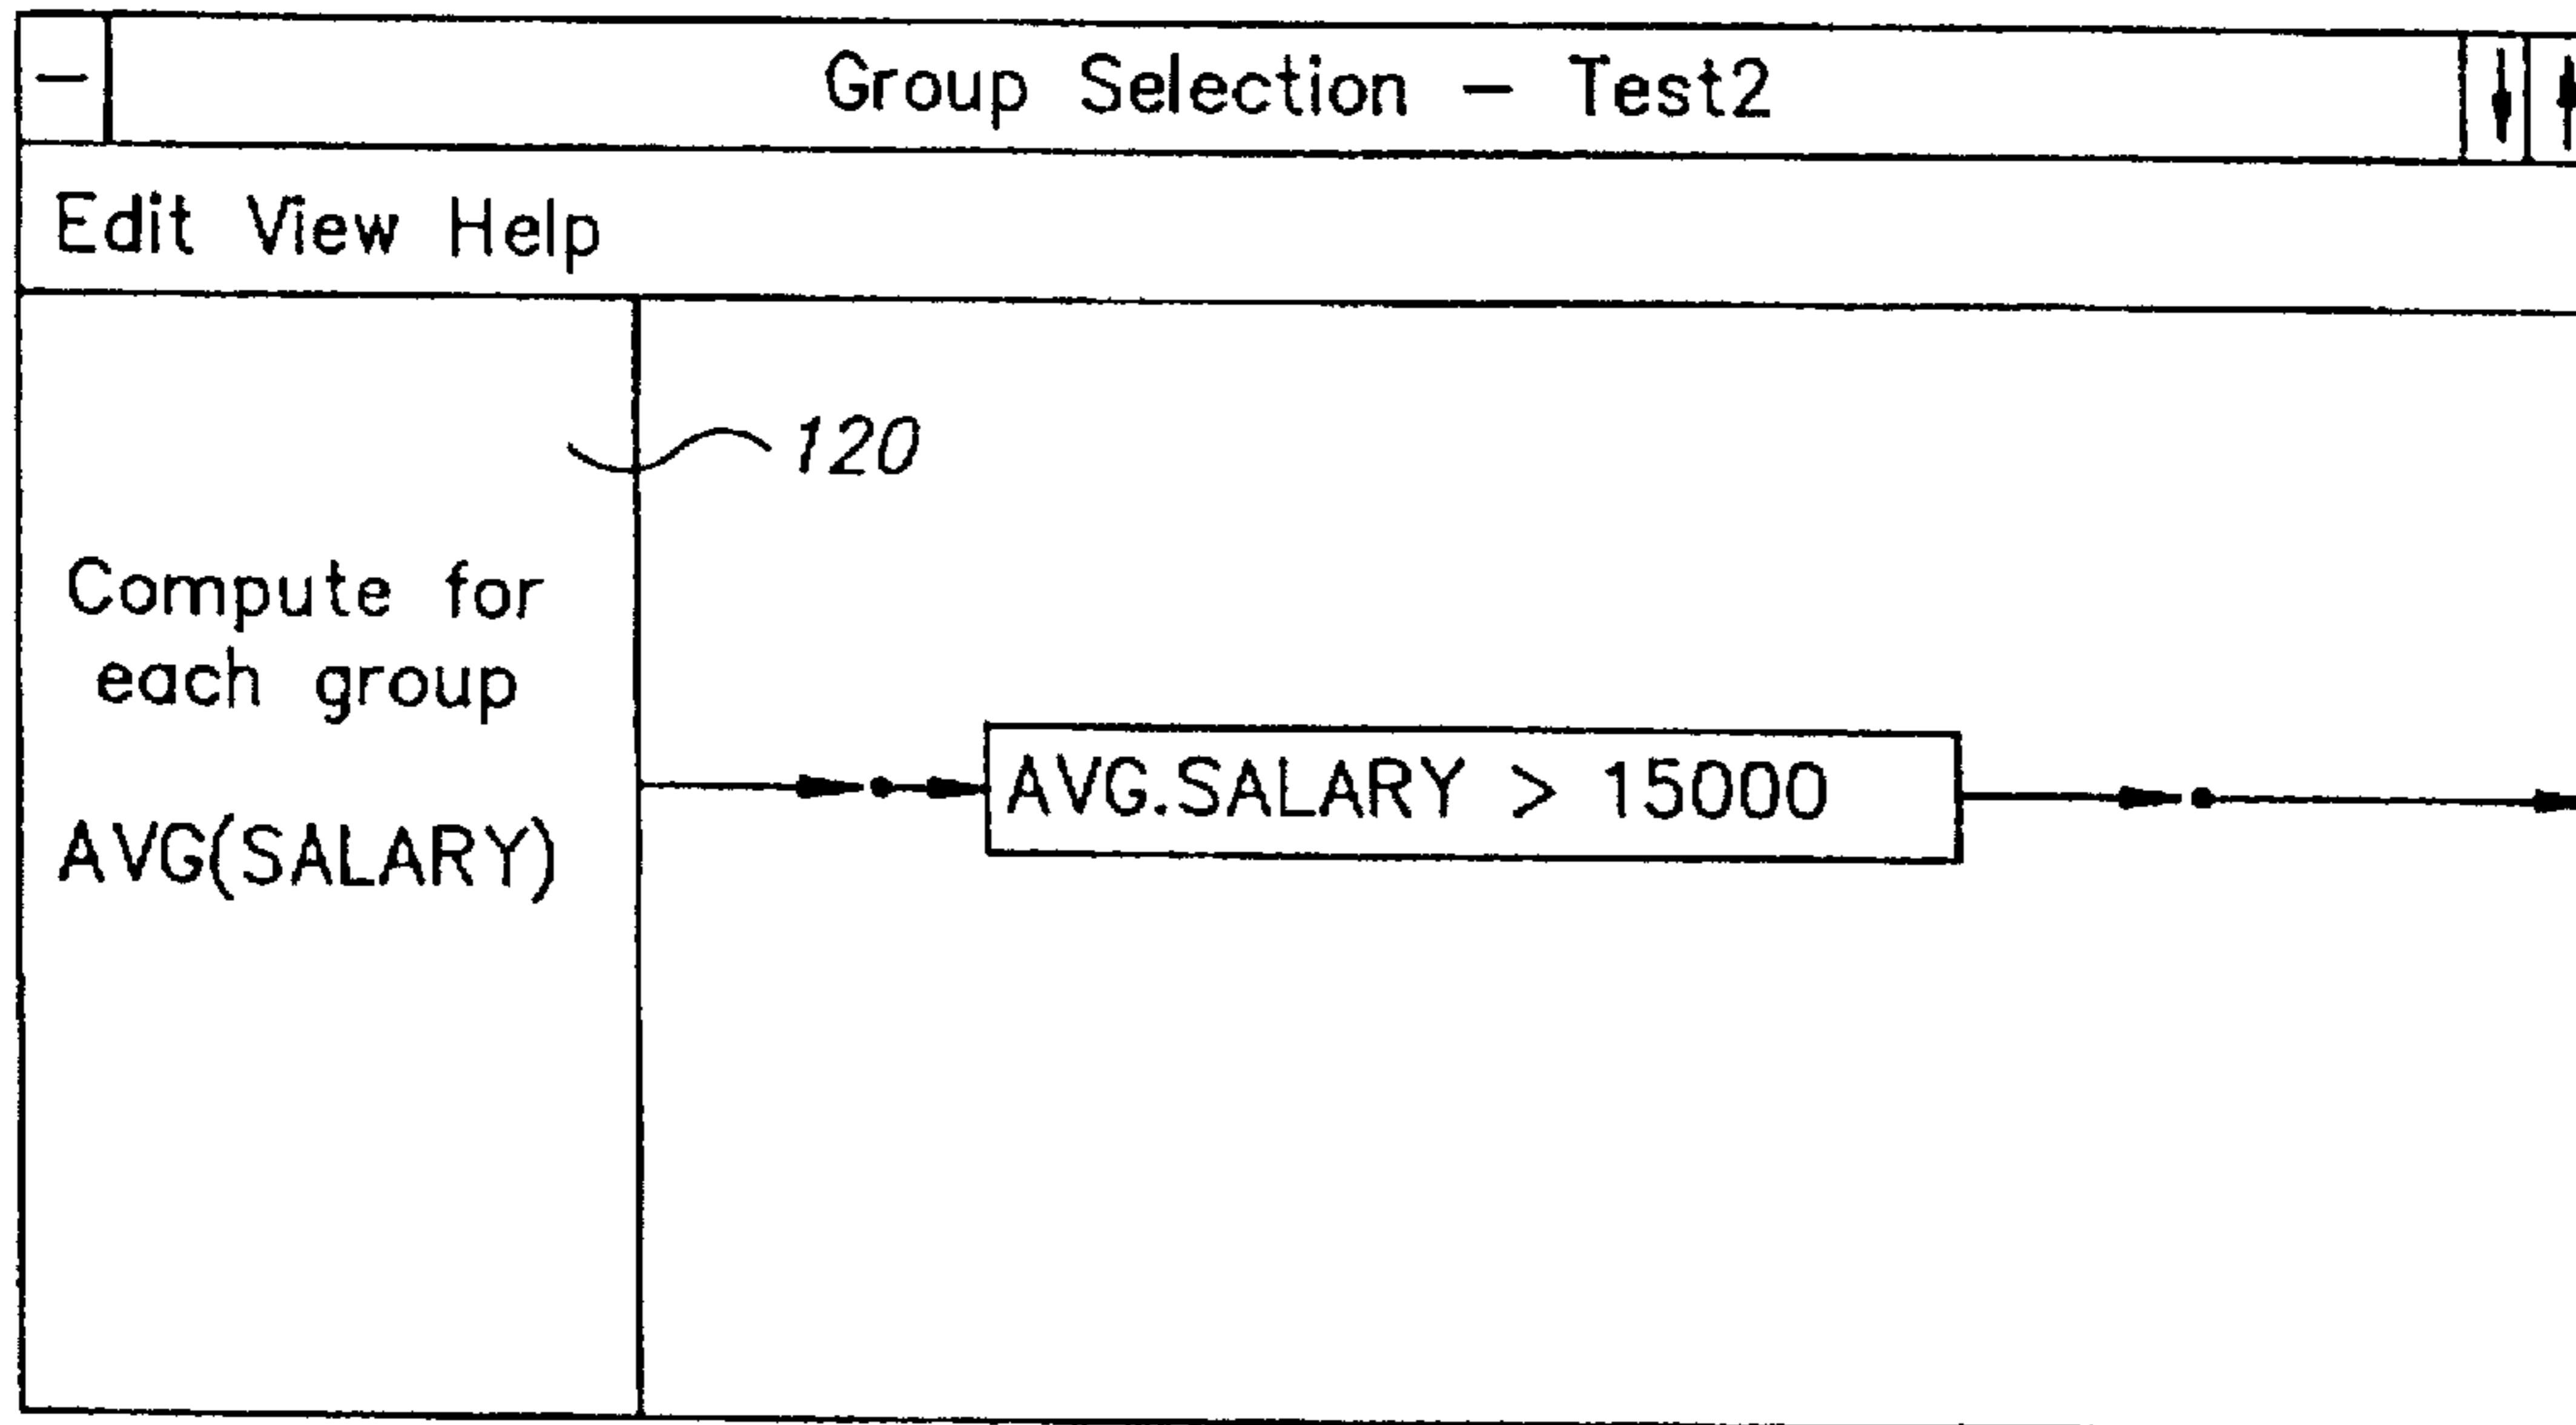 Group Selection – Test2
Edit View Help
120
Compute for
each group
AVG(SALARY)
AVG.SALARY > 15000